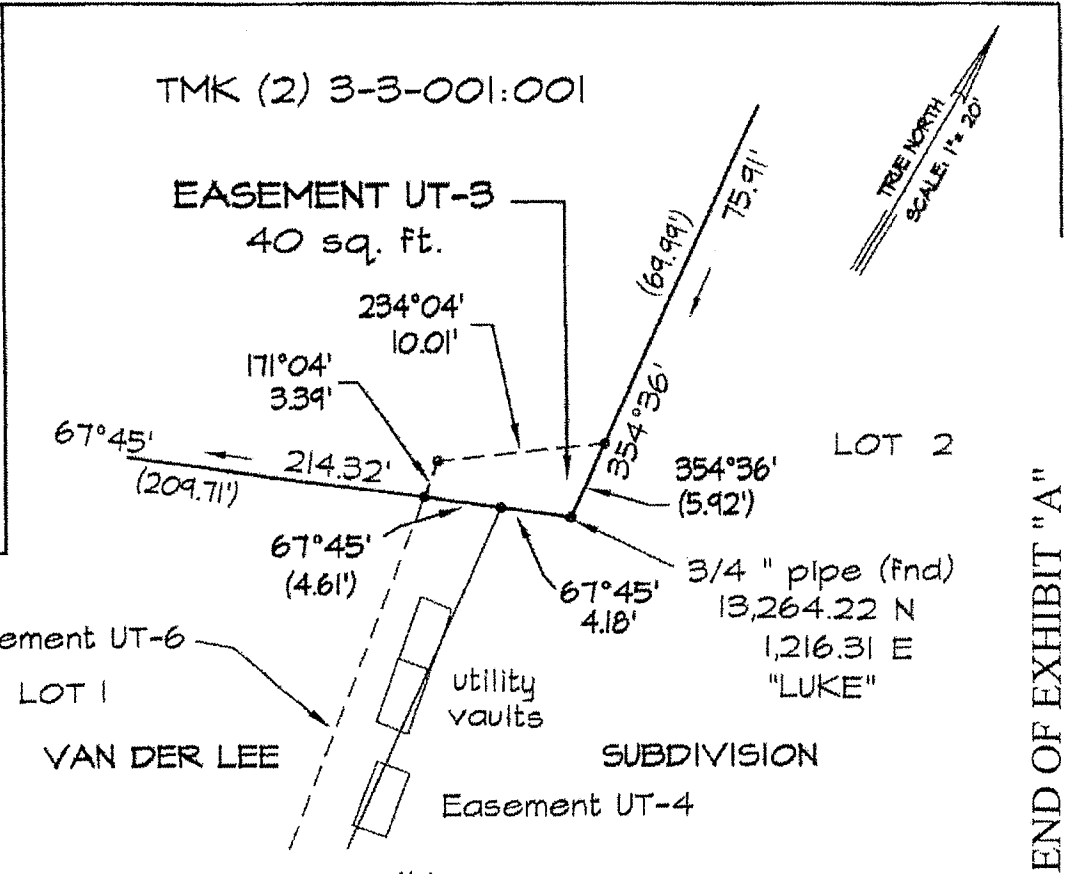 TMK (2) 3-3-001:001
TRUE NORTH
SCALE: 1"= 20'
EASEMENT UT-3
40 sq. ft.
(69.99')
75.91'
234°04'
10.01'
171°04'
3.39'
354°36'
67°45'
214.32'
(209.71')
LOT 2
354°36'
(5.92')
67°45'
(4.61')
67°45'
4.18'
3/4 " pipe (fnd)
13,264.22 N
1,216.31 E
"LUKE"
ement UT-6
LOT 1
utility
vaults
VAN DER LEE
SUBDIVISION
Easement UT-4
END OF EXHIBIT "A"